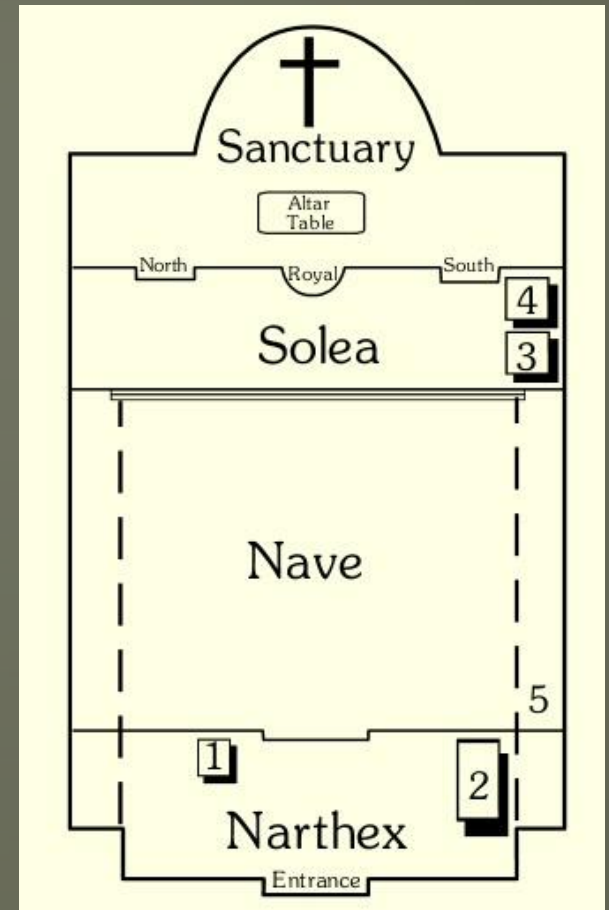 Sanctuary
Altar
Table
North
Royal
South
4
Solea
3
Nave
5
1
2
Narthex
Entrance